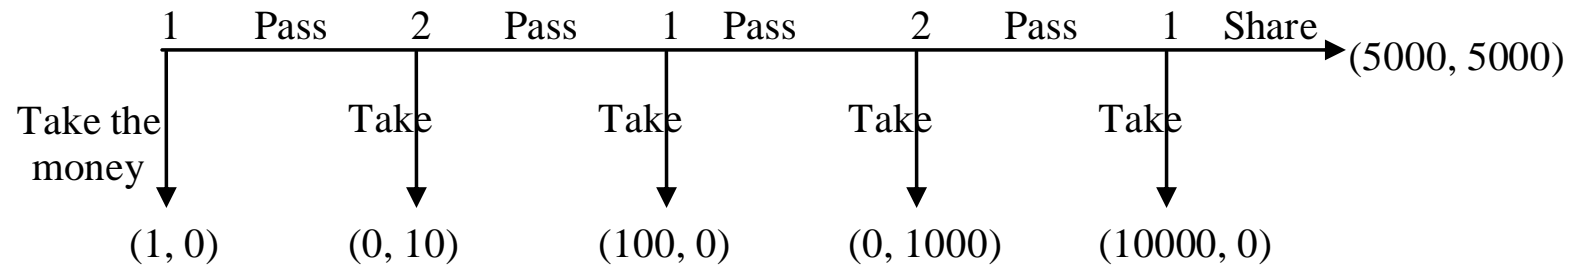 1 Pass 2 Pass 1 Pass 2 Pass 1 Share
(5000, 5000)
Take the
money
Take
Take
Take
Take
(1, 0) (0, 10) (100, 0) (0, 1000) (10000, 0)